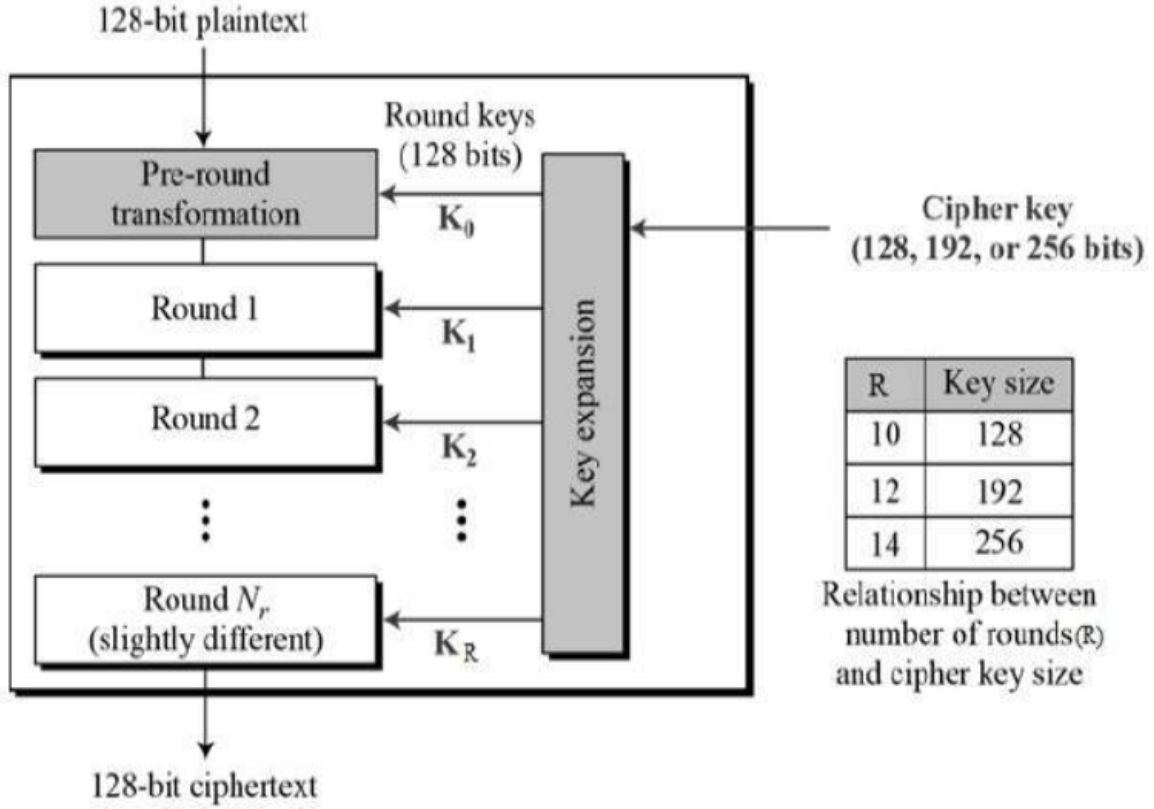 128-bit plaintext
Round keys
(128 bits)
Pre-round
transformation
K₀
Cipher key
(128, 192, or 256 bits)
Round 1
K₁
Round 2
K₂
Key expansion
R Key size
10 128
12 192
14 256
Relationship between
number of rounds(R)
and cipher key size
Round Nᵣ
(slightly different)
K R
128-bit ciphertext